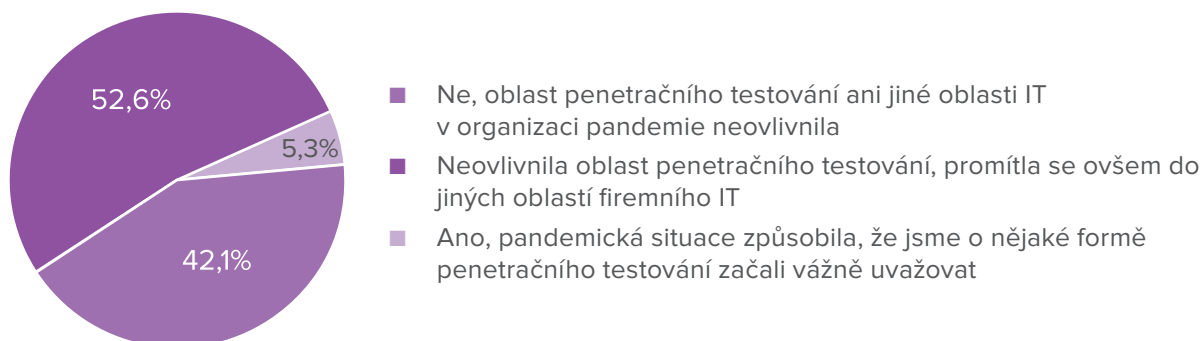 52,6%
5,3%
42,1%
Ne, oblast penetračního testování ani jiné oblasti IT
v organizaci pandemie neovlivnila
Neovlivnila oblast penetračního testování, promítla se ovšem do
jiných oblastí firemního IT
Ano, pandemická situace způsobila, že jsme o nějaké formě
penetračního testování začali vážně uvažovat